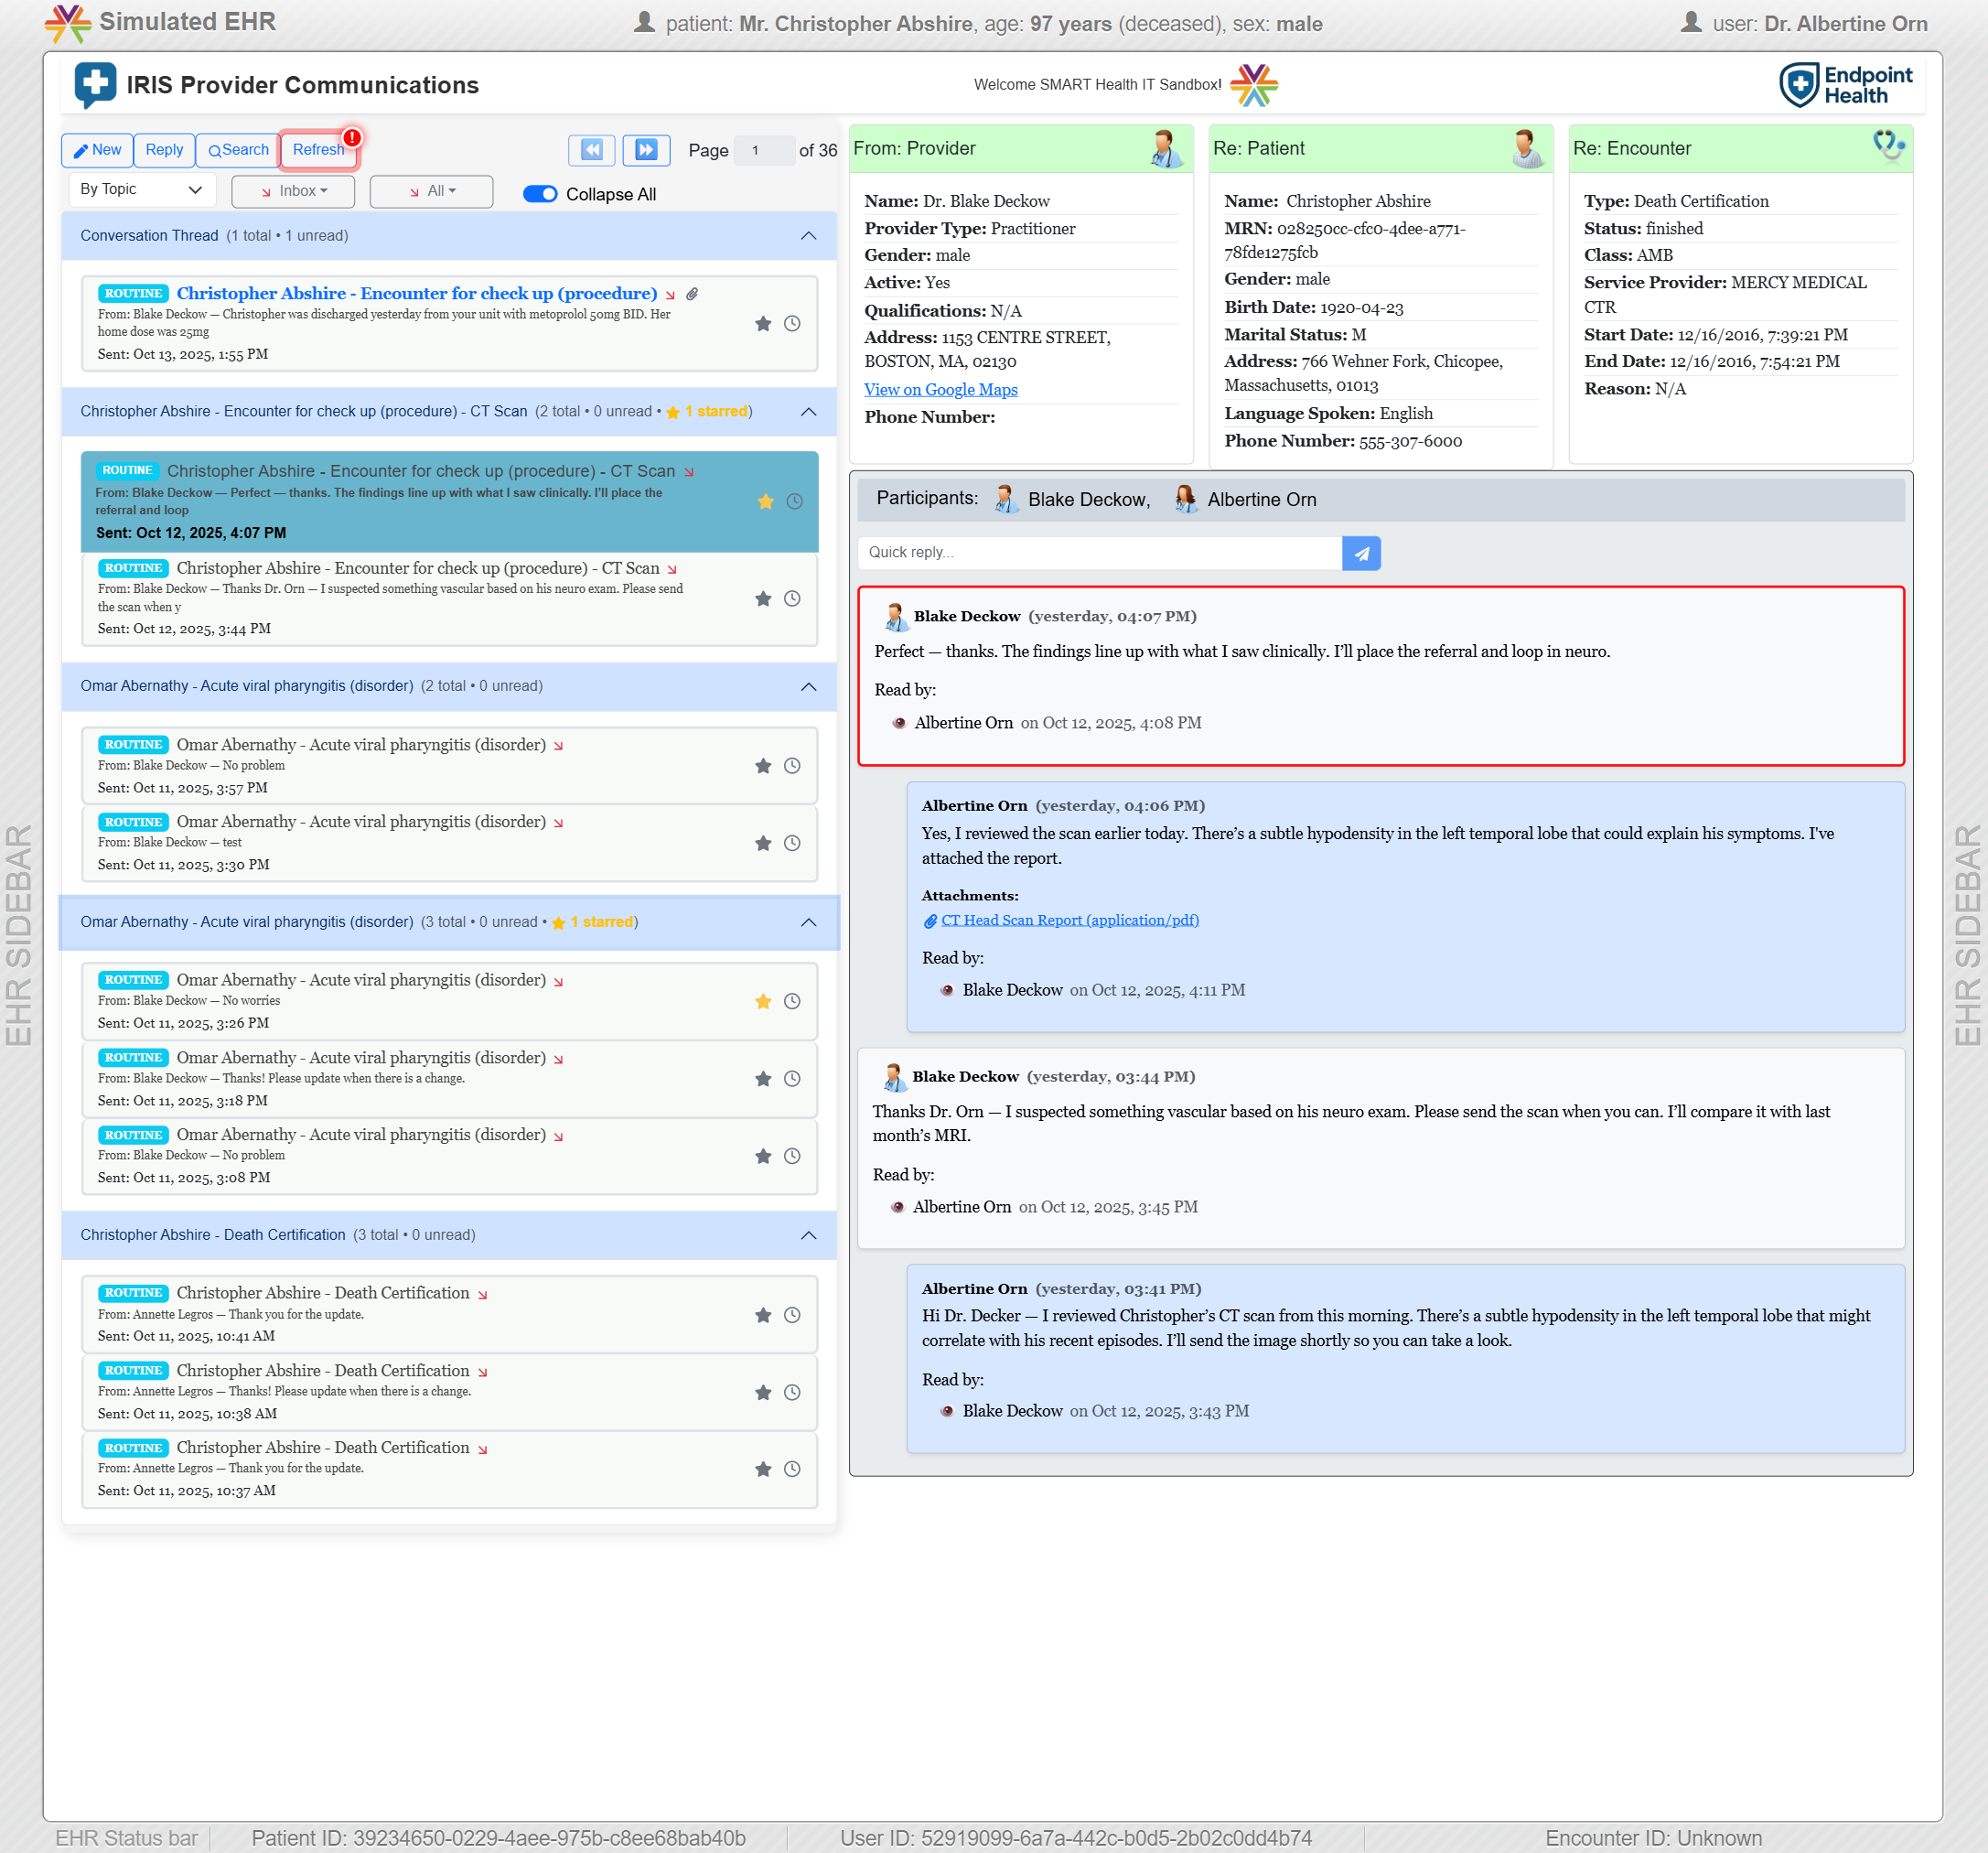 Simulated EHR
patient: Mr. Christopher Abshire, age: 97 years (deceased), sex: male
user: Dr. Albertine Orn
IRIS Provider Communications
Welcome SMART Health IT Sandbox!
Endpoint
Health
New
Reply
Search
Refresh
!
Page 1 of 36
By Topic
Inbox
All
Collapse All
Conversation Thread (1 total • 1 unread)
ROUTINE Christopher Abshire - Encounter for check up (procedure)
From: Blake Deckow — Christopher was discharged yesterday from your unit with metoprolol 50mg BID. Her
home dose was 25mg
Sent: Oct 13, 2025, 1:55 PM
Christopher Abshire - Encounter for check up (procedure) - CT Scan (2 total • 0 unread • 1 starred)
ROUTINE Christopher Abshire - Encounter for check up (procedure) - CT Scan
From: Blake Deckow — Perfect — thanks. The findings line up with what I saw clinically. I'll place the
referral and loop
Sent: Oct 12, 2025, 4:07 PM
ROUTINE Christopher Abshire - Encounter for check up (procedure) - CT Scan
From: Blake Deckow — Thanks Dr. Orn — I suspected something vascular based on his neuro exam. Please send
the scan when y
Sent: Oct 12, 2025, 3:44 PM
Omar Abernathy - Acute viral pharyngitis (disorder) (2 total • 0 unread)
ROUTINE Omar Abernathy - Acute viral pharyngitis (disorder)
From: Blake Deckow — No problem
Sent: Oct 11, 2025, 3:57 PM
ROUTINE Omar Abernathy - Acute viral pharyngitis (disorder)
From: Blake Deckow — test
Sent: Oct 11, 2025, 3:30 PM
Omar Abernathy - Acute viral pharyngitis (disorder) (3 total • 0 unread • 1 starred)
ROUTINE Omar Abernathy - Acute viral pharyngitis (disorder)
From: Blake Deckow — No worries
Sent: Oct 11, 2025, 3:26 PM
ROUTINE Omar Abernathy - Acute viral pharyngitis (disorder)
From: Blake Deckow — Thanks! Please update when there is a change.
Sent: Oct 11, 2025, 3:18 PM
ROUTINE Omar Abernathy - Acute viral pharyngitis (disorder)
From: Blake Deckow — No problem
Sent: Oct 11, 2025, 3:08 PM
Christopher Abshire - Death Certification (3 total • 0 unread)
ROUTINE Christopher Abshire - Death Certification
From: Annette Legros — Thank you for the update.
Sent: Oct 11, 2025, 10:41 AM
ROUTINE Christopher Abshire - Death Certification
From: Annette Legros — Thanks! Please update when there is a change.
Sent: Oct 11, 2025, 10:38 AM
ROUTINE Christopher Abshire - Death Certification
From: Annette Legros — Thank you for the update.
Sent: Oct 11, 2025, 10:37 AM
From: Provider
Name: Dr. Blake Deckow
Provider Type: Practitioner
Gender: male
Active: Yes
Qualifications: N/A
Address: 1153 CENTRE STREET,
BOSTON, MA, 02130
View on Google Maps
Phone Number:
Re: Patient
Name: Christopher Abshire
MRN: 028250cc-cfc0-4dee-a771-
78fde1275fcb
Gender: male
Birth Date: 1920-04-23
Marital Status: M
Address: 766 Wehner Fork, Chicopee,
Massachusetts, 01013
Language Spoken: English
Phone Number: 555-307-6000
Re: Encounter
Type: Death Certification
Status: finished
Class: AMB
Service Provider: MERCY MEDICAL
CTR
Start Date: 12/16/2016, 7:39:21 PM
End Date: 12/16/2016, 7:54:21 PM
Reason: N/A
Participants: Blake Deckow, Albertine Orn
Quick reply...
Blake Deckow (yesterday, 04:07 PM)
Perfect — thanks. The findings line up with what I saw clinically. I'll place the referral and loop in neuro.
Read by:
Albertine Orn on Oct 12, 2025, 4:08 PM
Albertine Orn (yesterday, 04:06 PM)
Yes, I reviewed the scan earlier today. There's a subtle hypodensity in the left temporal lobe that could explain his symptoms. I've
attached the report.
Attachments:
CT Head Scan Report (application/pdf)
Read by:
Blake Deckow on Oct 12, 2025, 4:11 PM
Blake Deckow (yesterday, 03:44 PM)
Thanks Dr. Orn — I suspected something vascular based on his neuro exam. Please send the scan when you can. I'll compare it with last
month's MRI.
Read by:
Albertine Orn on Oct 12, 2025, 3:45 PM
Albertine Orn (yesterday, 03:41 PM)
Hi Dr. Decker — I reviewed Christopher's CT scan from this morning. There's a subtle hypodensity in the left temporal lobe that might
correlate with his recent episodes. I'll send the image shortly so you can take a look.
Read by:
Blake Deckow on Oct 12, 2025, 3:43 PM
EHR SIDEBAR
EHR SIDEBAR
EHR Status bar
Patient ID: 39234650-0229-4aee-975b-c8ee68bab40b
User ID: 52919099-6a7a-442c-b0d5-2b02c0dd4b74
Encounter ID: Unknown